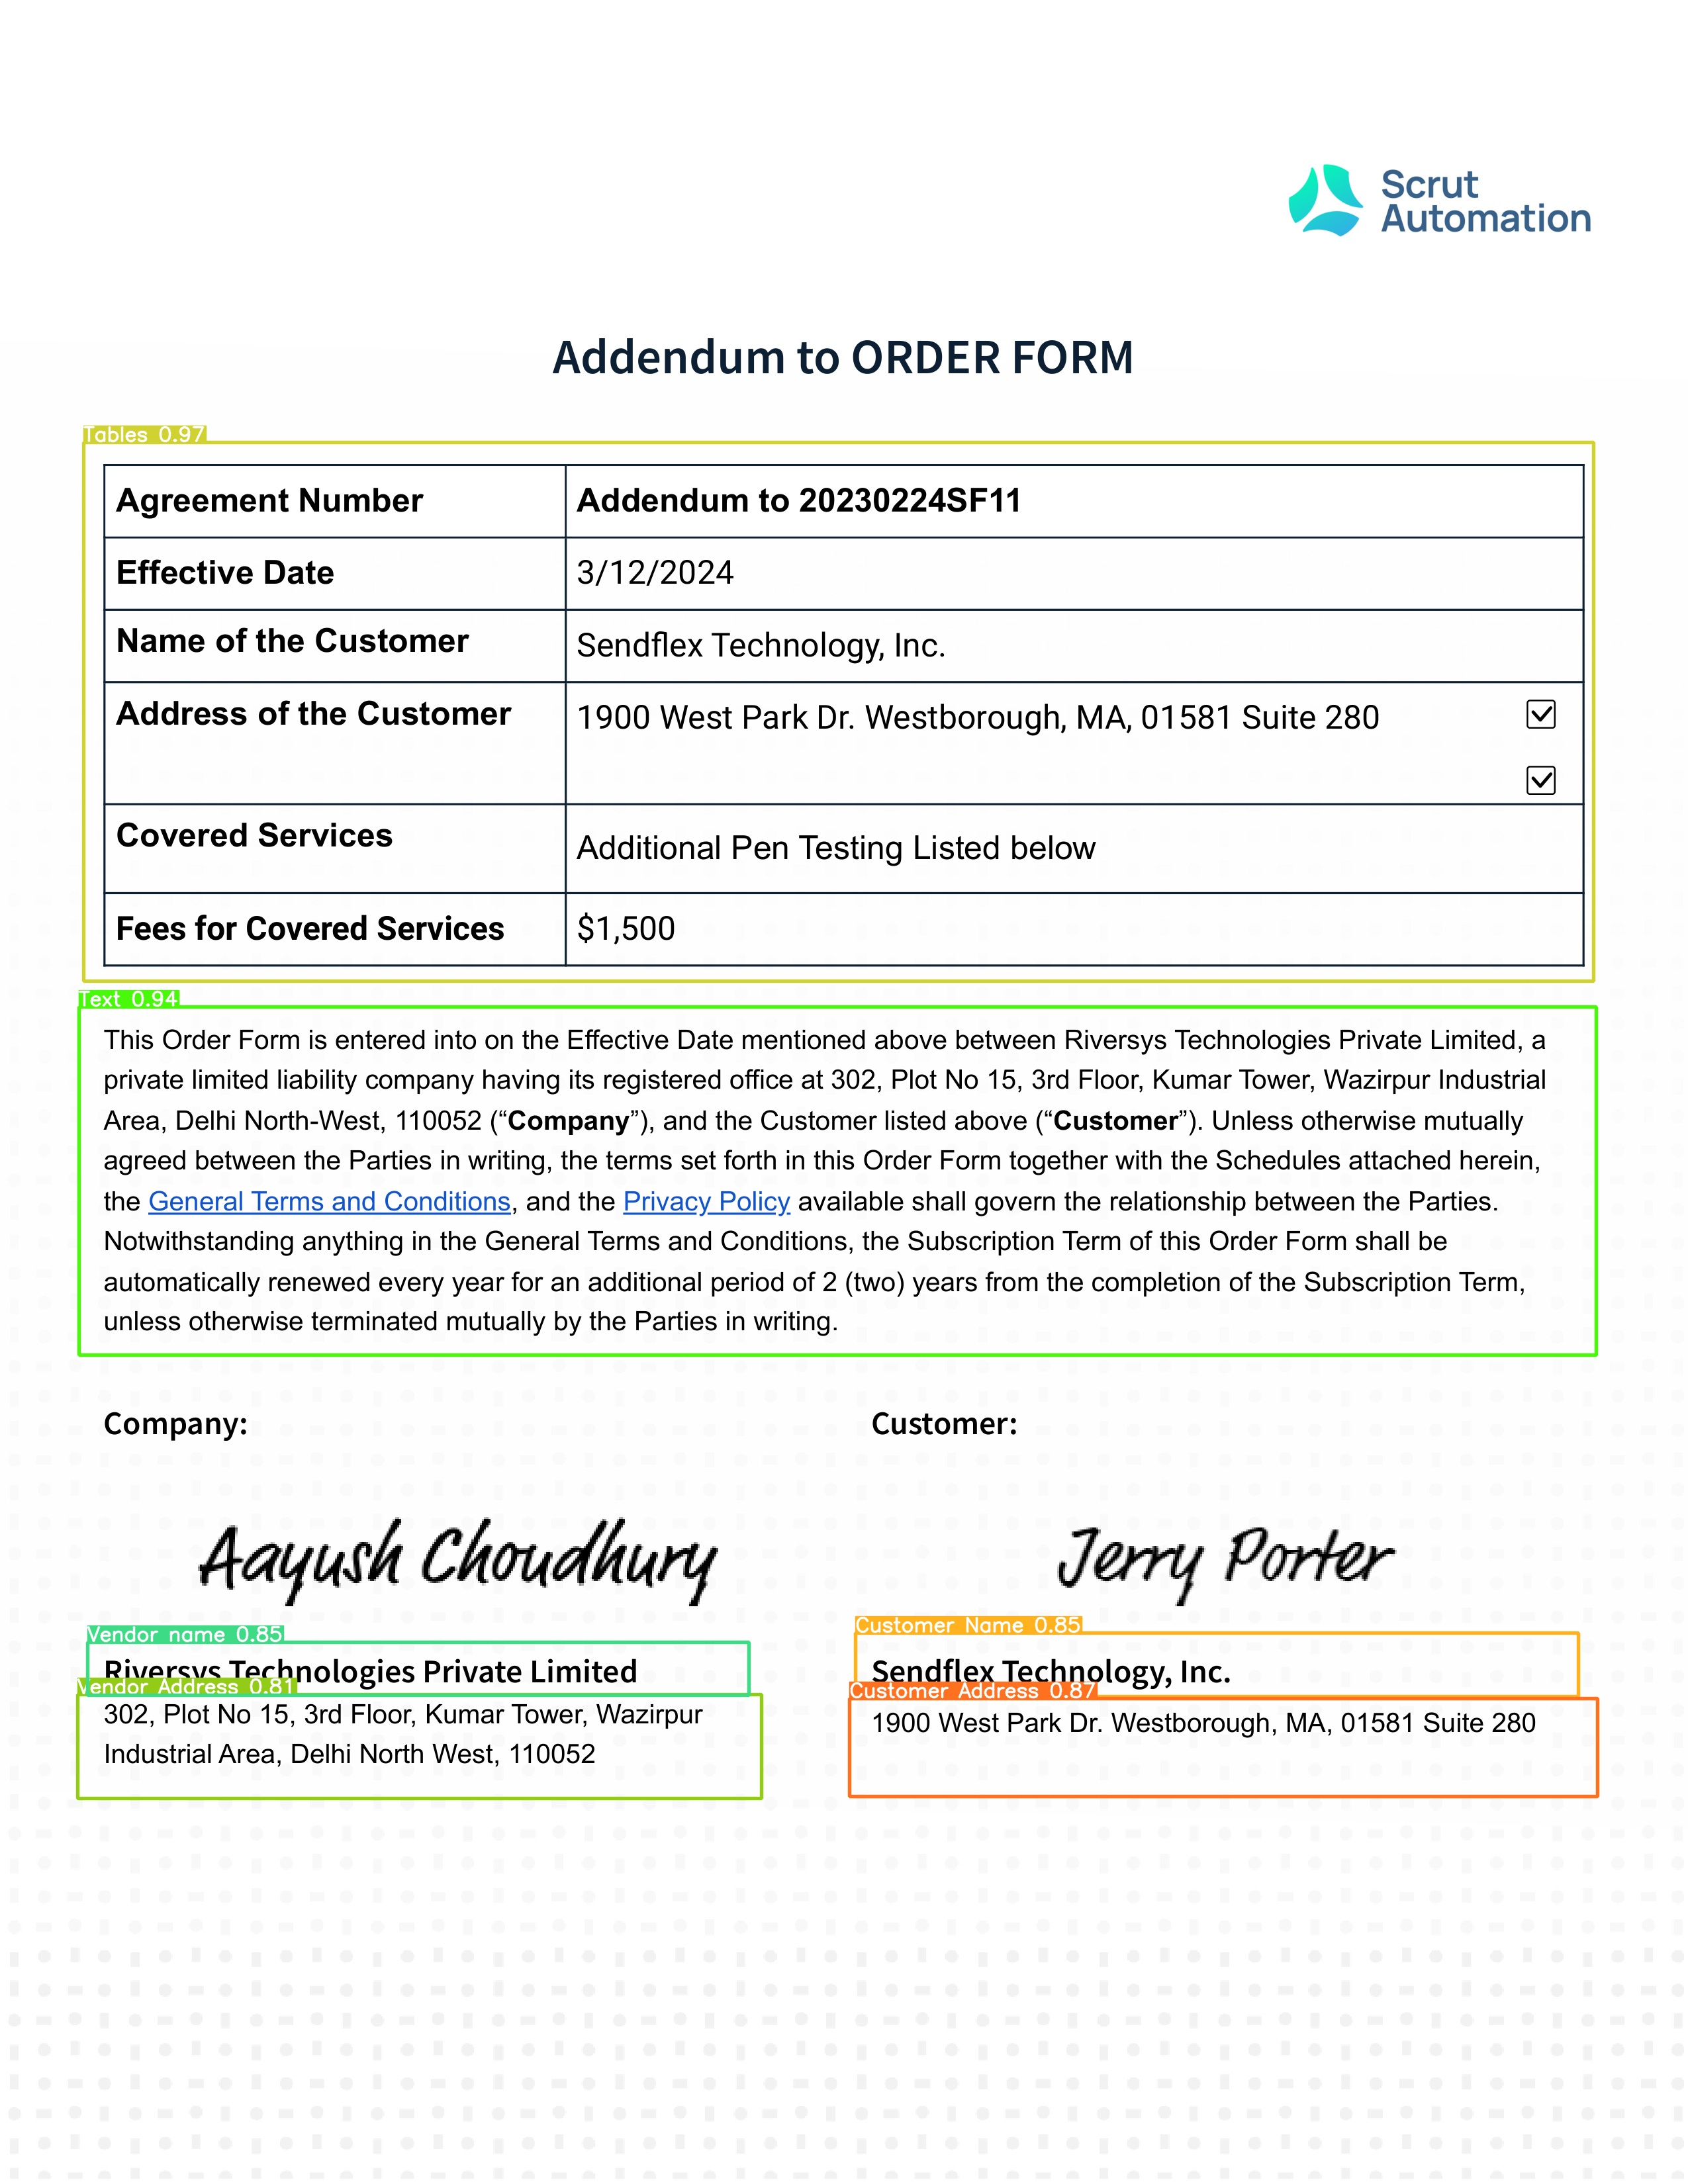 Scrut
Automation
Addendum to ORDER FORM
Tables 0.97
Agreement Number Addendum to 20230224SF11
Effective Date 3/12/2024
Name of the Customer Sendflex Technology, Inc.
Address of the Customer 1900 West Park Dr. Westborough, MA, 01581 Suite 280
Covered Services Additional Pen Testing Listed below
Fees for Covered Services $1,500
Text 0.94
This Order Form is entered into on the Effective Date mentioned above between Riversys Technologies Private Limited, a
private limited liability company having its registered office at 302, Plot No 15, 3rd Floor, Kumar Tower, Wazirpur Industrial
Area, Delhi North-West, 110052 (“Company”), and the Customer listed above (“Customer”). Unless otherwise mutually
agreed between the Parties in writing, the terms set forth in this Order Form together with the Schedules attached herein,
the General Terms and Conditions, and the Privacy Policy available shall govern the relationship between the Parties.
Notwithstanding anything in the General Terms and Conditions, the Subscription Term of this Order Form shall be
automatically renewed every year for an additional period of 2 (two) years from the completion of the Subscription Term,
unless otherwise terminated mutually by the Parties in writing.
Company:
Aayush Choudhury
Vendor name 0.85
Riversys Technologies Private Limited
Vendor Address 0.81
302, Plot No 15, 3rd Floor, Kumar Tower, Wazirpur
Industrial Area, Delhi North West, 110052
Customer:
Jerry Porter
Customer Name 0.85
Sendflex Technology, Inc.
Customer Address 0.87
1900 West Park Dr. Westborough, MA, 01581 Suite 280